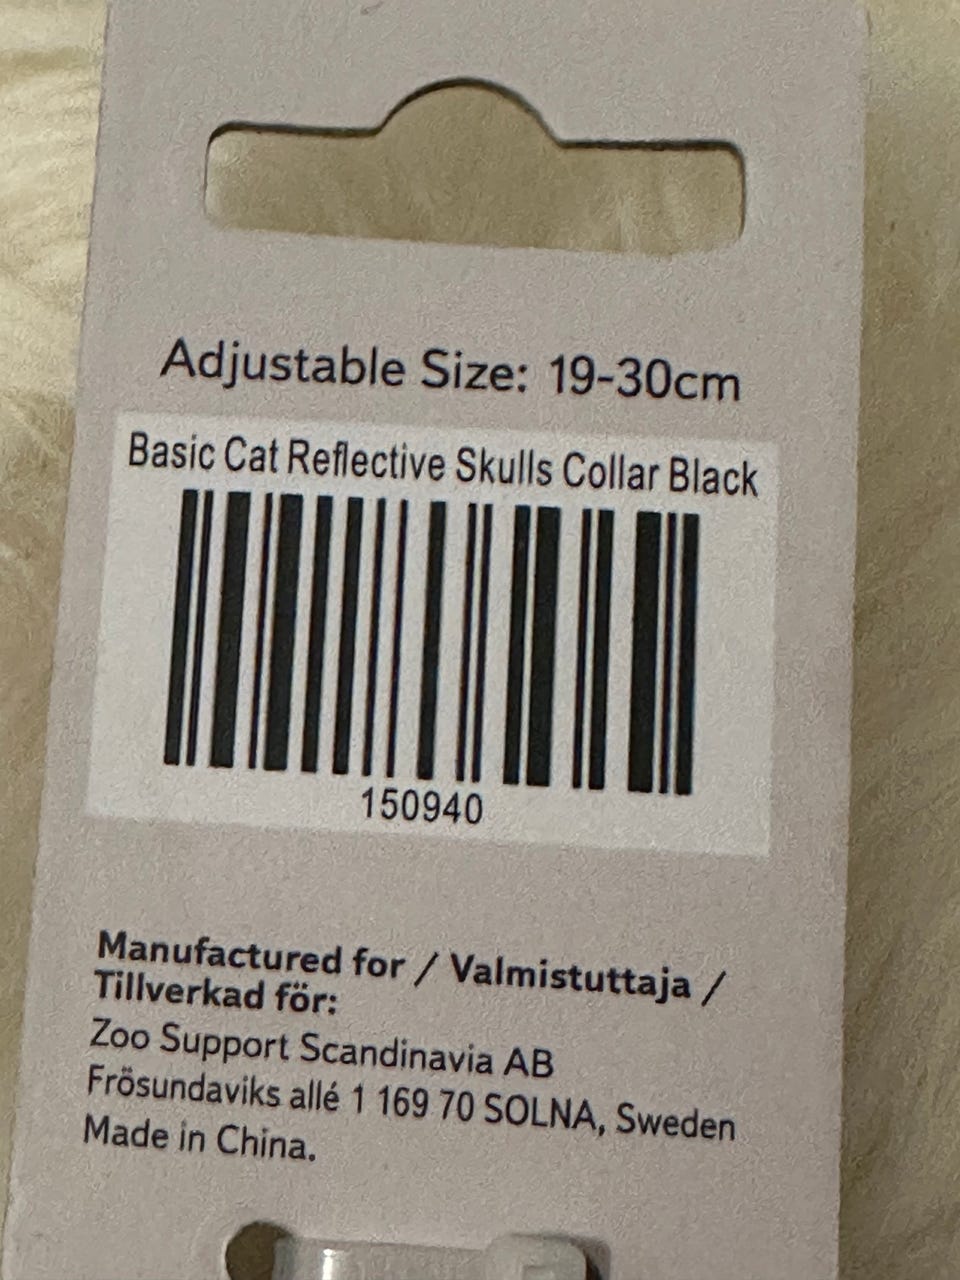 Adjustable Size: 19-30cm
Basic Cat Reflective Skulls Collar Black
150940
Manufactured for / Valmistuttaja /
Tillverkad för:
Zoo Support Scandinavia AB
Frösundaviks allé 1 169 70 SOLNA, Sweden
Made in China.